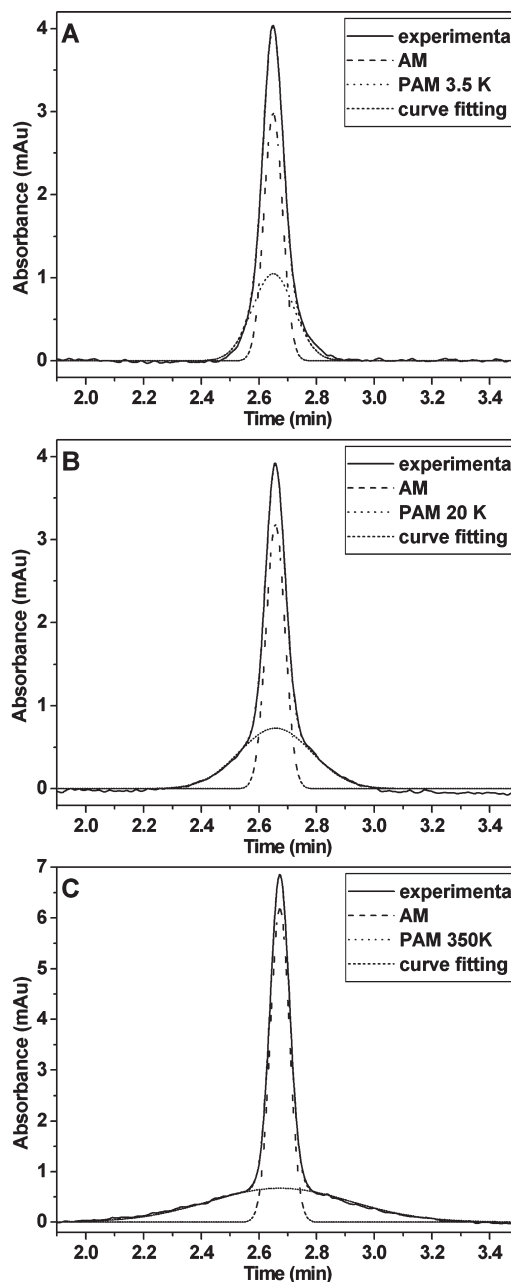 A
experimenta
AM
PAM 3.5 K
curve fitting
4
3
2
1
0
Absorbance (mAu)
2.0 2.2 2.4 2.6 2.8 3.0 3.2 3.4
Time (min)
B
experimenta
AM
PAM 20 K
curve fitting
4
3
2
1
0
Absorbance (mAu)
2.0 2.2 2.4 2.6 2.8 3.0 3.2 3.4
Time (min)
C
experimenta
AM
PAM 350K
curve fitting
7
6
5
4
3
2
1
0
Absorbance (mAu)
2.0 2.2 2.4 2.6 2.8 3.0 3.2 3.4
Time (min)